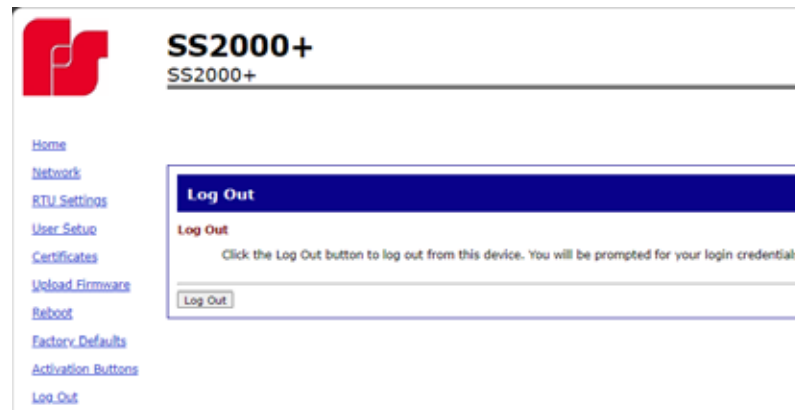 SS2000+
SS2000+
Home
Network
RTU Settings
User Setup
Certificates
Upload Firmware
Reboot
Factory Defaults
Activation Buttons
Log Out
Log Out
Log Out
Click the Log Out button to log out from this device. You will be prompted for your login credentials
Log Out